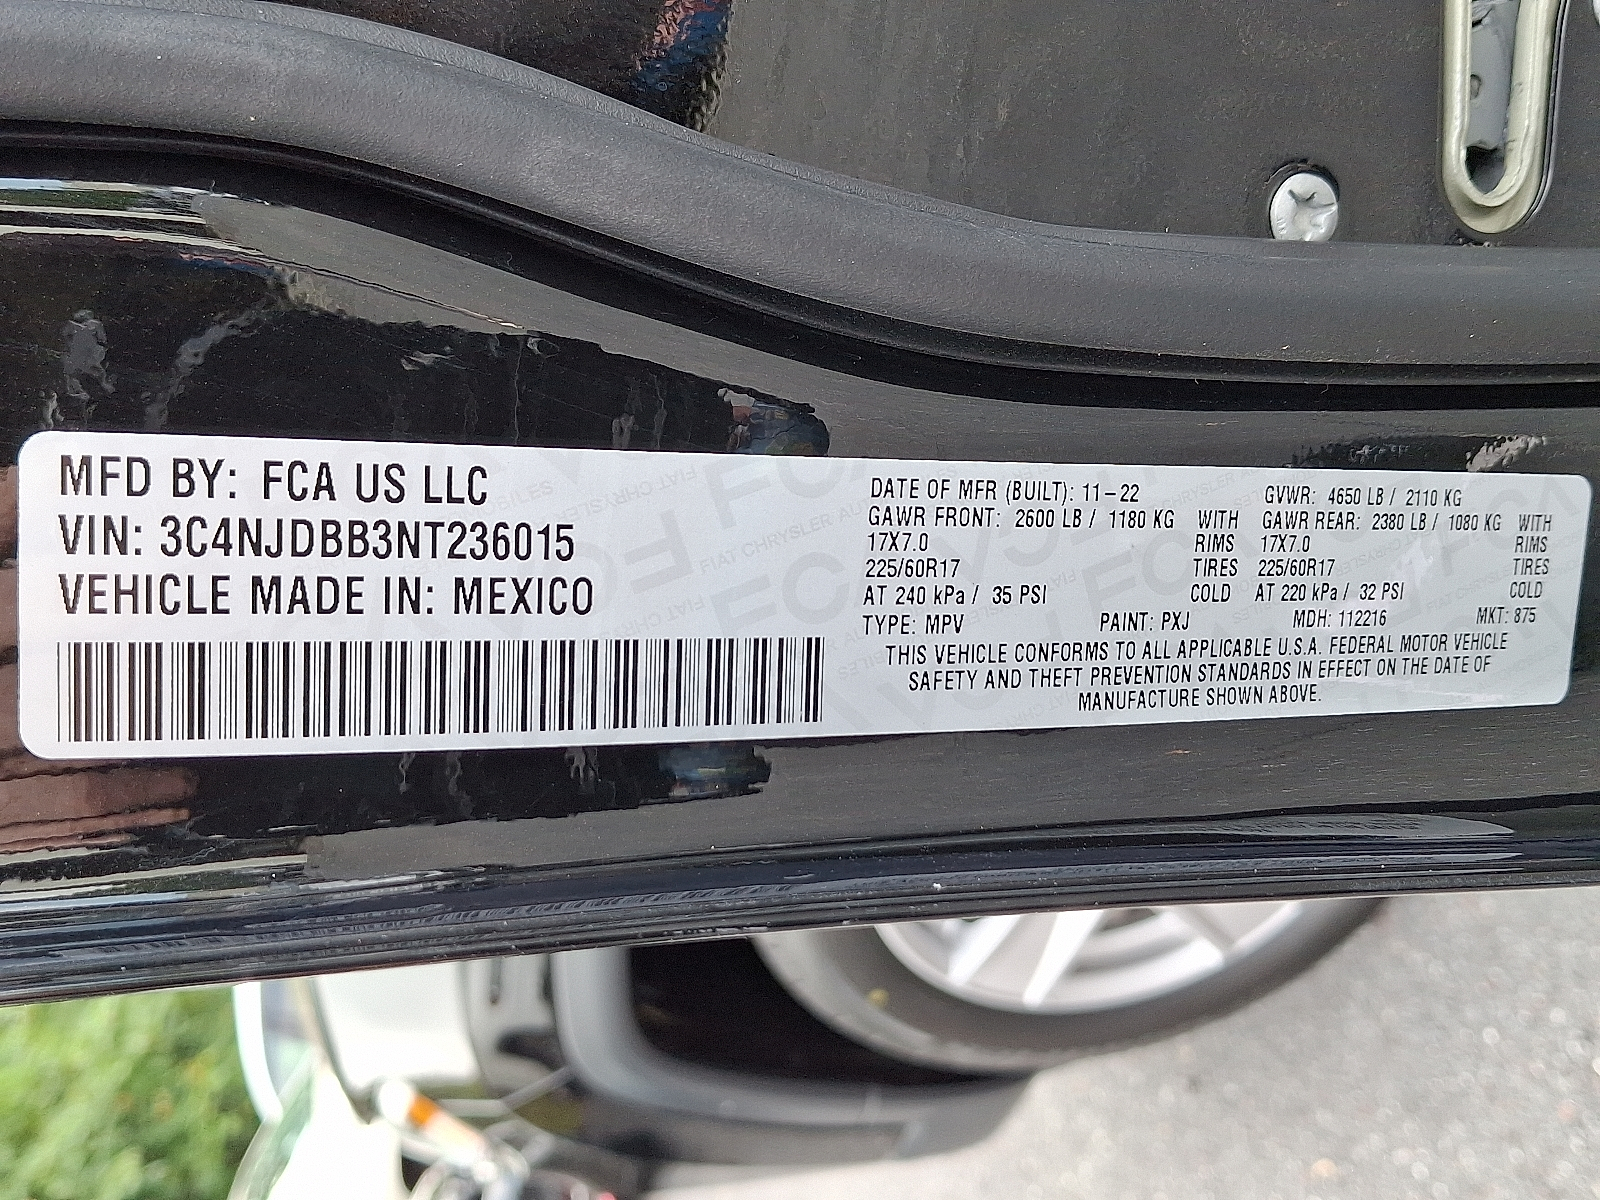 MFD BY: FCA US LLC
VIN: 3C4NJDBB3NT236015
VEHICLE MADE IN: MEXICO
DATE OF MFR (BUILT): 11-22 GVWR: 4650 LB / 2110 KG
GAWR FRONT: 2600 LB / 1180 KG WITH GAWR REAR: 2380 LB / 1080 KG WITH
17X7.0 RIMS 17X7.0 RIMS
225/60R17 TIRES 225/60R17 TIRES
AT 240 kPa / 35 PSI COLD AT 220 kPa / 32 PSI COLD
TYPE: MPV PAINT: PXJ MDH: 112216 MKT: 875
THIS VEHICLE CONFORMS TO ALL APPLICABLE U.S.A. FEDERAL MOTOR VEHICLE
SAFETY AND THEFT PREVENTION STANDARDS IN EFFECT ON THE DATE OF
MANUFACTURE SHOWN ABOVE.